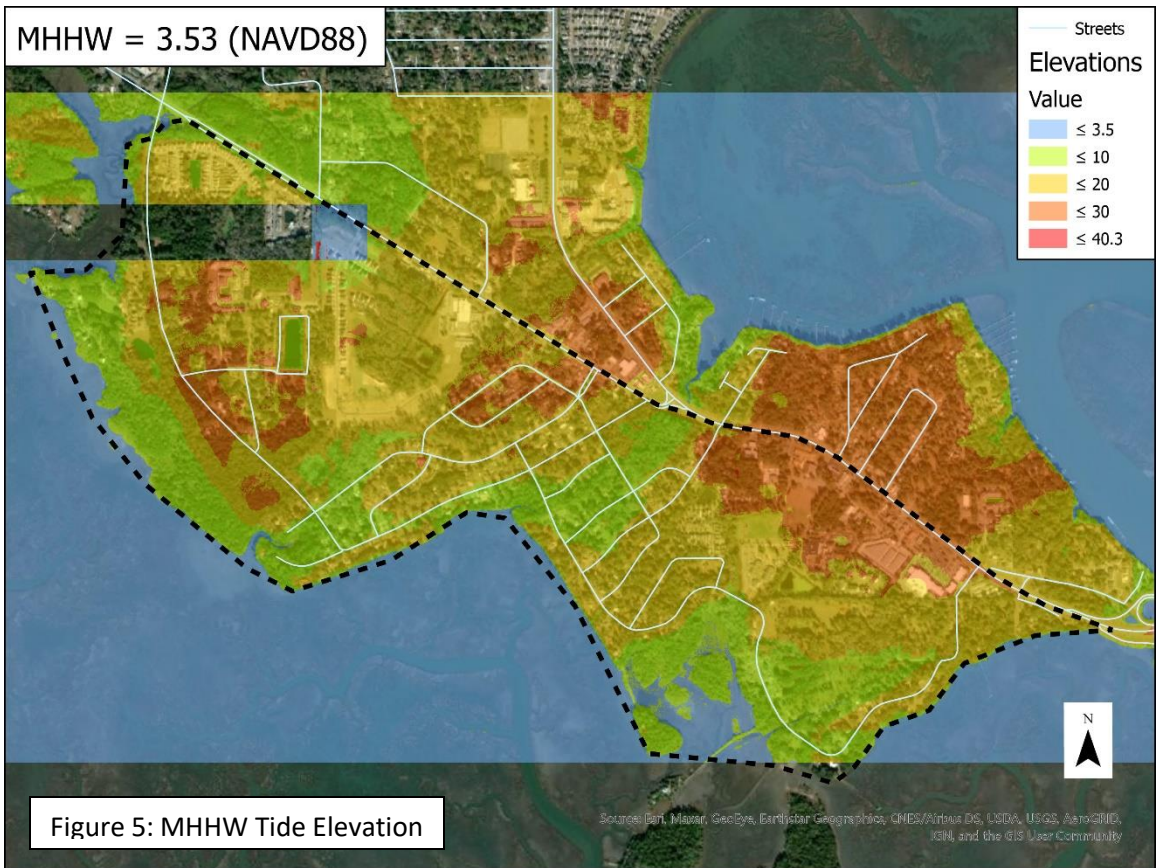 MHHW = 3.53 (NAVD88)
Streets
Elevations
Value
≤ 3.5
≤ 10
≤ 20
≤ 30
≤ 40.3
N
Figure 5: MHHW Tide Elevation
Source: Esri, Maxar, GeoEye, Earthstar Geographics, CNES/Airbus DS, USDA, USGS, AeroGRID,
IGN, and the GIS User Community